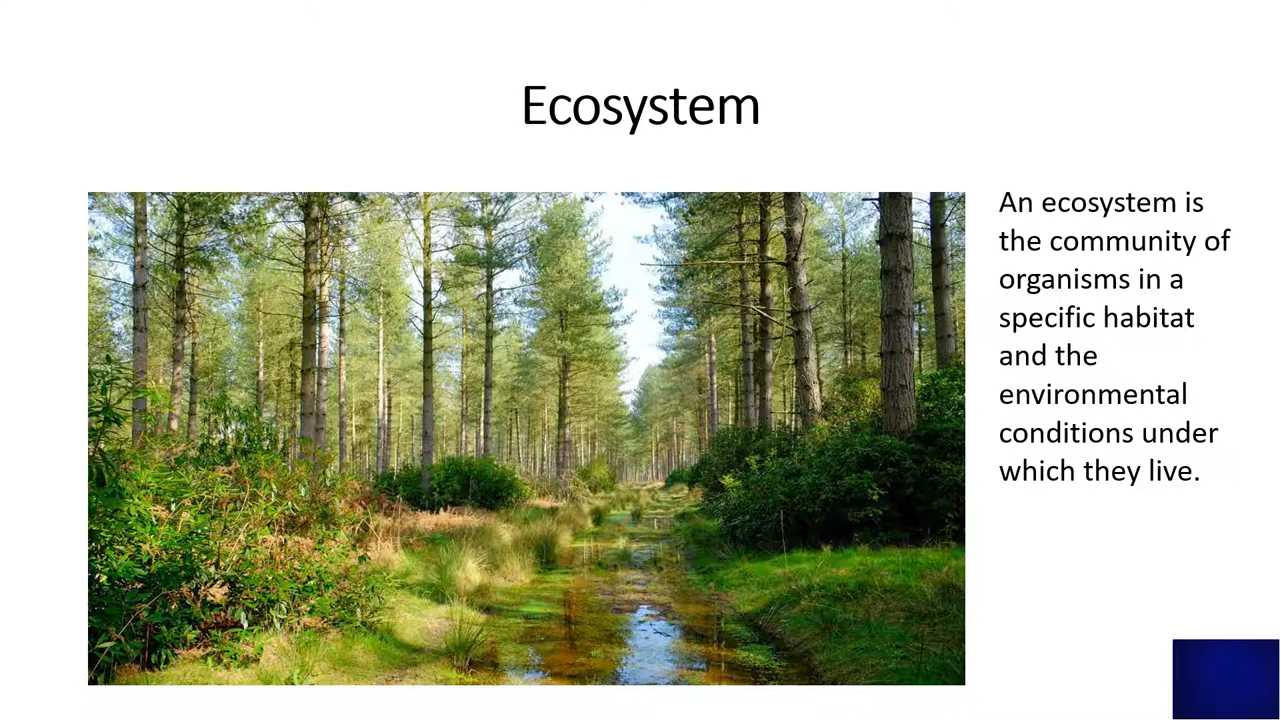 Ecosystem
An ecosystem is
the community of
organisms in a
specific habitat
and the
environmental
conditions under
which they live.